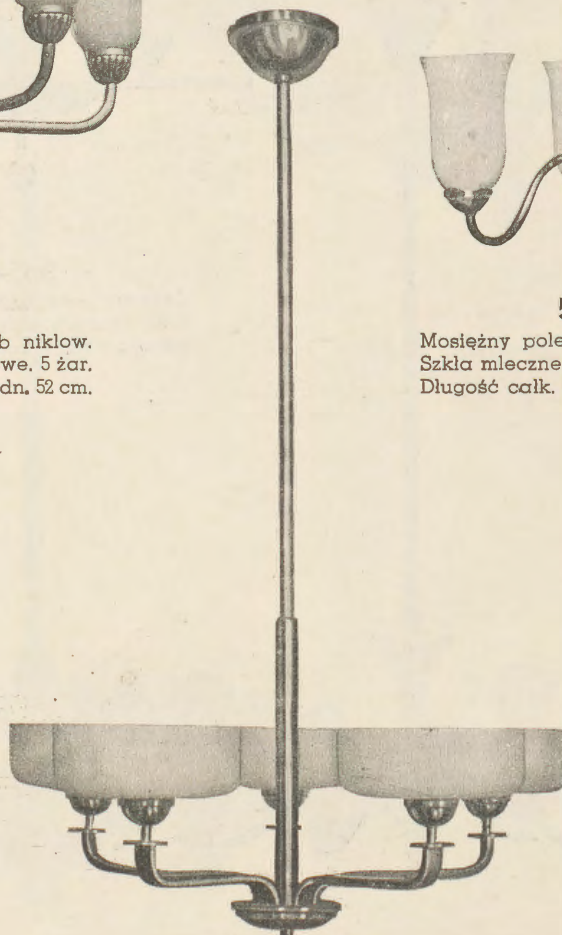 b niklow.
we. 5 żar.
dn. 52 cm.
5
Mosiężny pole
Szkła mleczne
Długość całk.